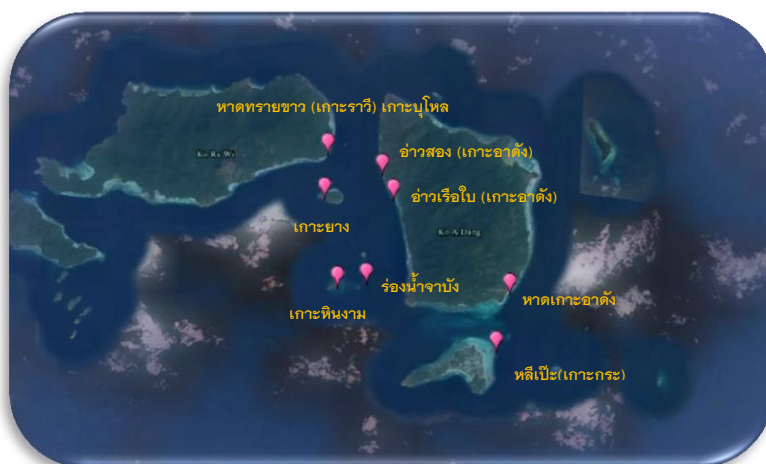 หาดทรายขาว (เกาะราวี) เกาะบุโหล
อ่าวสอง (เกาะอาดัง)
Ko Ra Wi
อ่าวเรือใบ (เกาะอาดัง)
เกาะยาง
Ko A Dang
ร่องน้ำจาบัง
หาดเกาะอาดัง
เกาะหินงาม
หลีเป๊ะ(เกาะกระ)